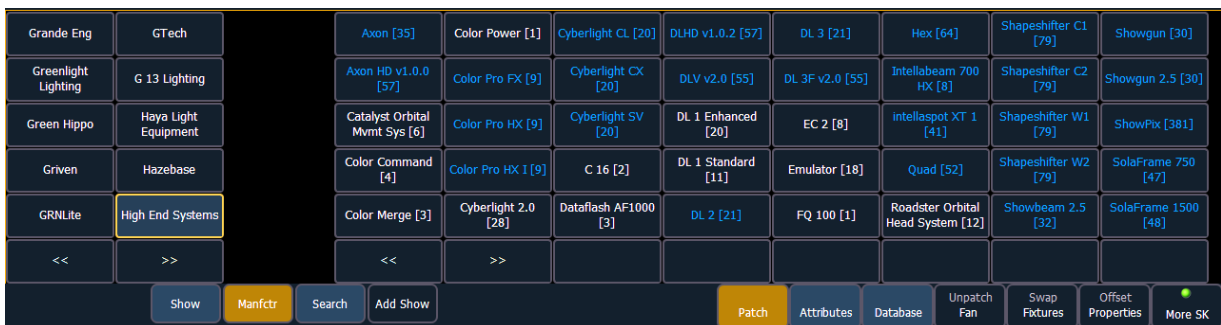 Grande Eng
GTech
Axon [35]
Color Power [1]
Cyberlight CL [20]
DLHD v1.0.2 [57]
DL 3 [21]
Hex [64]
Shapeshifter C1
[79]
Showgun [30]
Greenlight
Lighting
G 13 Lighting
Axon HD v1.0.0
[57]
Color Pro FX [9]
Cyberlight CX
[20]
DLV v2.0 [55]
DL 3F v2.0 [55]
Intellabeam 700
HX [8]
Shapeshifter C2
[79]
Showgun 2.5 [30]
Green Hippo
Haya Light
Equipment
Catalyst Orbital
Mvmt Sys [6]
Color Pro HX [9]
Cyberlight SV
[20]
DL 1 Enhanced
[20]
EC 2 [8]
intellaspot XT 1
[41]
Shapeshifter W1
[79]
ShowPix [381]
Griven
Hazebase
Color Command
[4]
Color Pro HX I [9]
C 16 [2]
DL 1 Standard
[11]
Emulator [18]
Quad [52]
Shapeshifter W2
[79]
SolaFrame 750
[47]
GRNLite
High End Systems
Color Merge [3]
Cyberlight 2.0
[28]
Dataflash AF1000
[3]
DL 2 [21]
FQ 100 [1]
Roadster Orbital
Head System [12]
Showbeam 2.5
[32]
SolaFrame 1500
[48]
<<
>>
<<
>>
Show
Manfctr
Search
Add Show
Patch
Attributes
Database
Unpatch
Fan
Swap
Fixtures
Offset
Properties
More SK